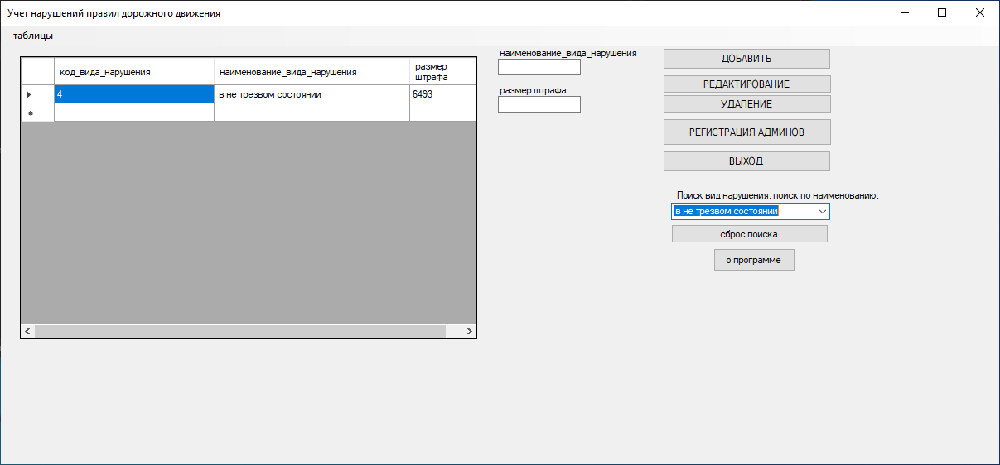 Учет нарушений правил дорожного движения
таблицы
код_вида_нарушения наименование_вида_нарушения размер
штрафа
4 в не трезвом состоянии 6493
наименование_вида_нарушения
размер штрафа
ДОБАВИТЬ
РЕДАКТИРОВАНИЕ
УДАЛЕНИЕ
РЕГИСТРАЦИЯ АДМИНОВ
ВЫХОД
Поиск вид нарушения, поиск по наименованию:
в не трезвом состоянии
сброс поиска
о программе